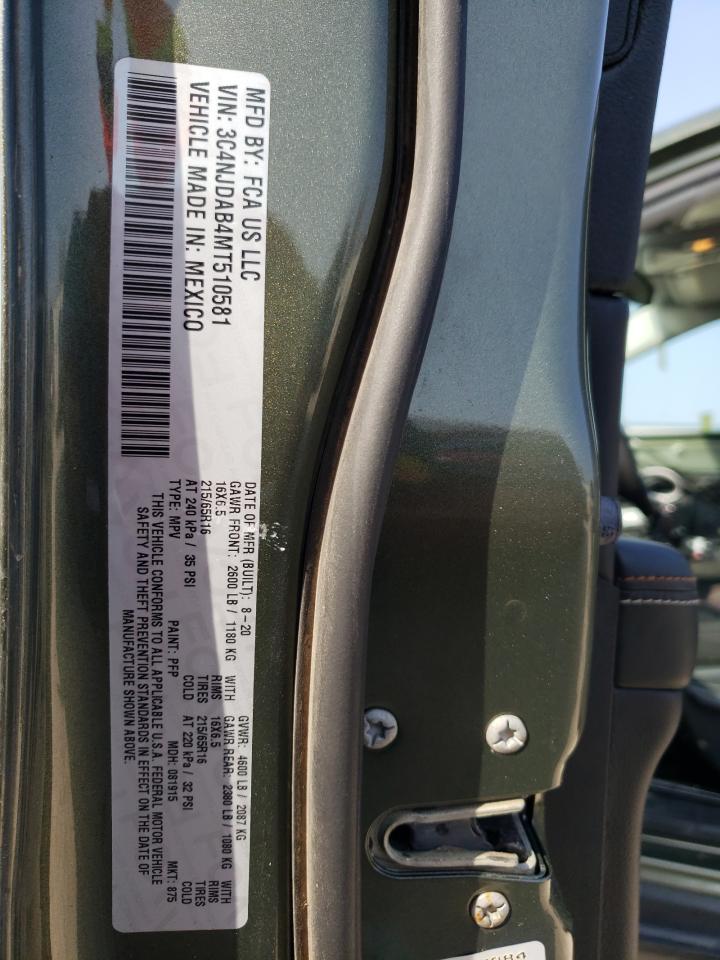 MFD BY: FCA US LLC
VIN: 3C4NJDAB4MT510581
VEHICLE MADE IN: MEXICO
DATE OF MFR (BUILT): 8-20 GVWR: 4600 LB / 2087 KG
GAWR FRONT: 2600 LB / 1180 KG WITH GAWR REAR: 2380 LB / 1080 KG WITH
16X6.5 RIMS 16X6.5 RIMS
215/65R16 TIRES 215/65R16 TIRES
AT 240 kPa / 35 PSI COLD AT 220 kPa / 32 PSI COLD
TYPE: MPV PAINT: PFP MDH: 081915 MKT: 875
THIS VEHICLE CONFORMS TO ALL APPLICABLE U.S.A. FEDERAL MOTOR VEHICLE
SAFETY AND THEFT PREVENTION STANDARDS IN EFFECT ON THE DATE OF
MANUFACTURE SHOWN ABOVE.